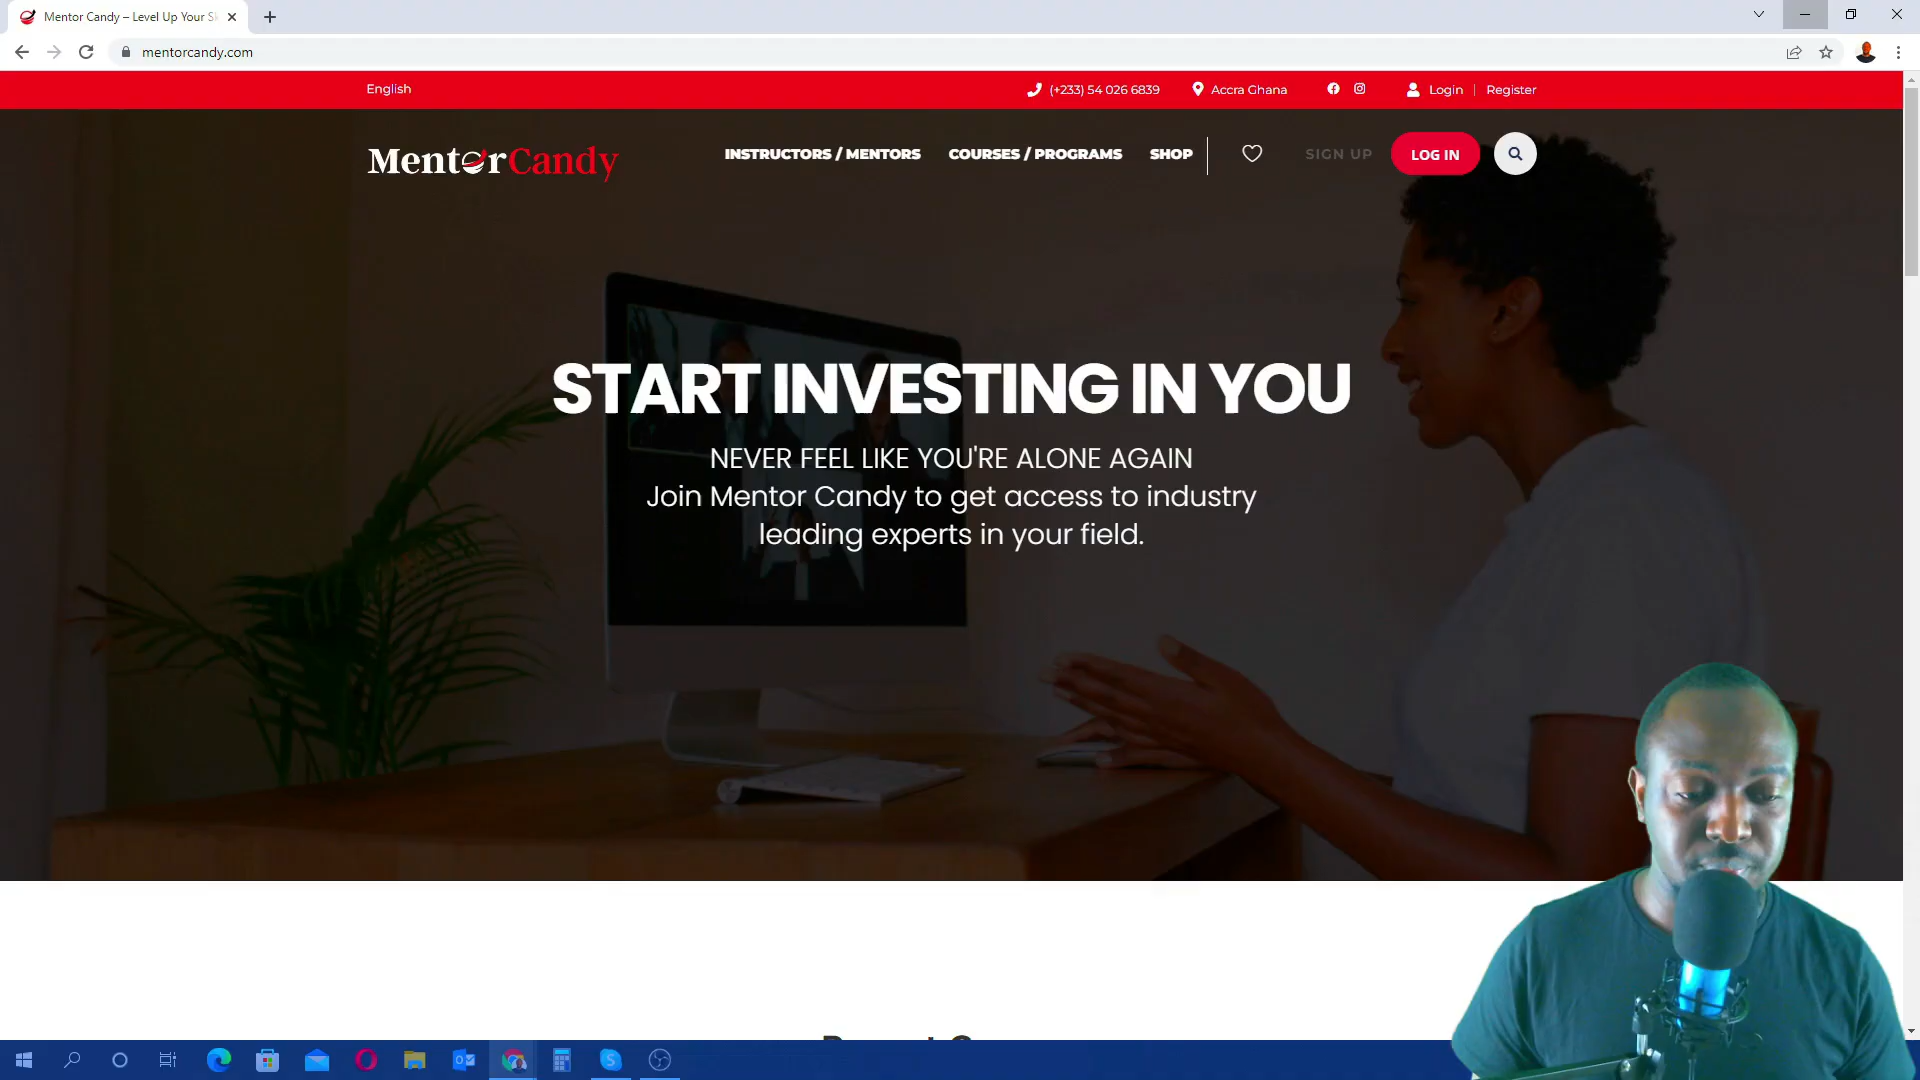 Mentor Candy – Level Up Your Sk
mentorcandy.com
English
(+233) 54 026 6839
Accra Ghana
Login | Register
MentorCandy
INSTRUCTORS / MENTORS
COURSES / PROGRAMS
SHOP
SIGN UP
LOG IN
START INVESTING IN YOU
NEVER FEEL LIKE YOU'RE ALONE AGAIN
Join Mentor Candy to get access to industry
leading experts in your field.